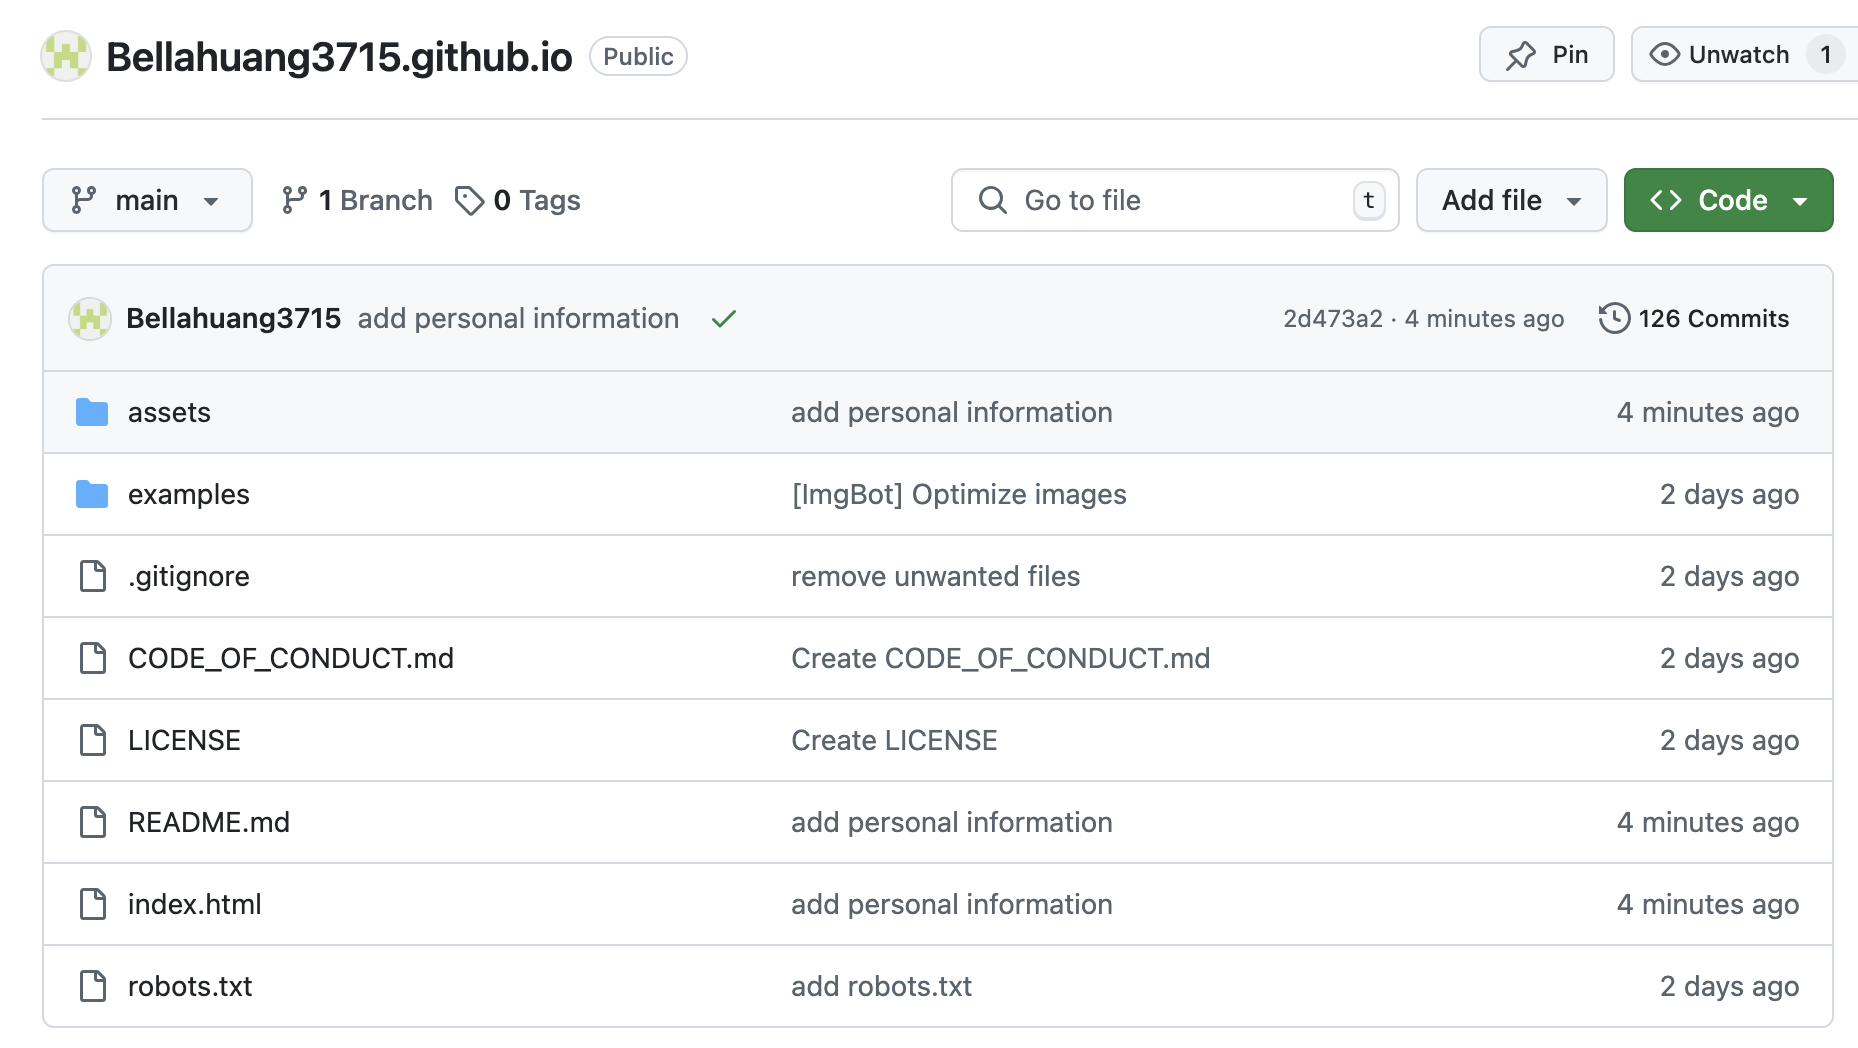 Bellahuang3715.github.io Public Pin Unwatch 1
main 1 Branch 0 Tags Go to file t Add file <> Code
Bellahuang3715 add personal information 2d473a2 · 4 minutes ago 126 Commits
assets add personal information 4 minutes ago
examples [ImgBot] Optimize images 2 days ago
.gitignore remove unwanted files 2 days ago
CODE_OF_CONDUCT.md Create CODE_OF_CONDUCT.md 2 days ago
LICENSE Create LICENSE 2 days ago
README.md add personal information 4 minutes ago
index.html add personal information 4 minutes ago
robots.txt add robots.txt 2 days ago